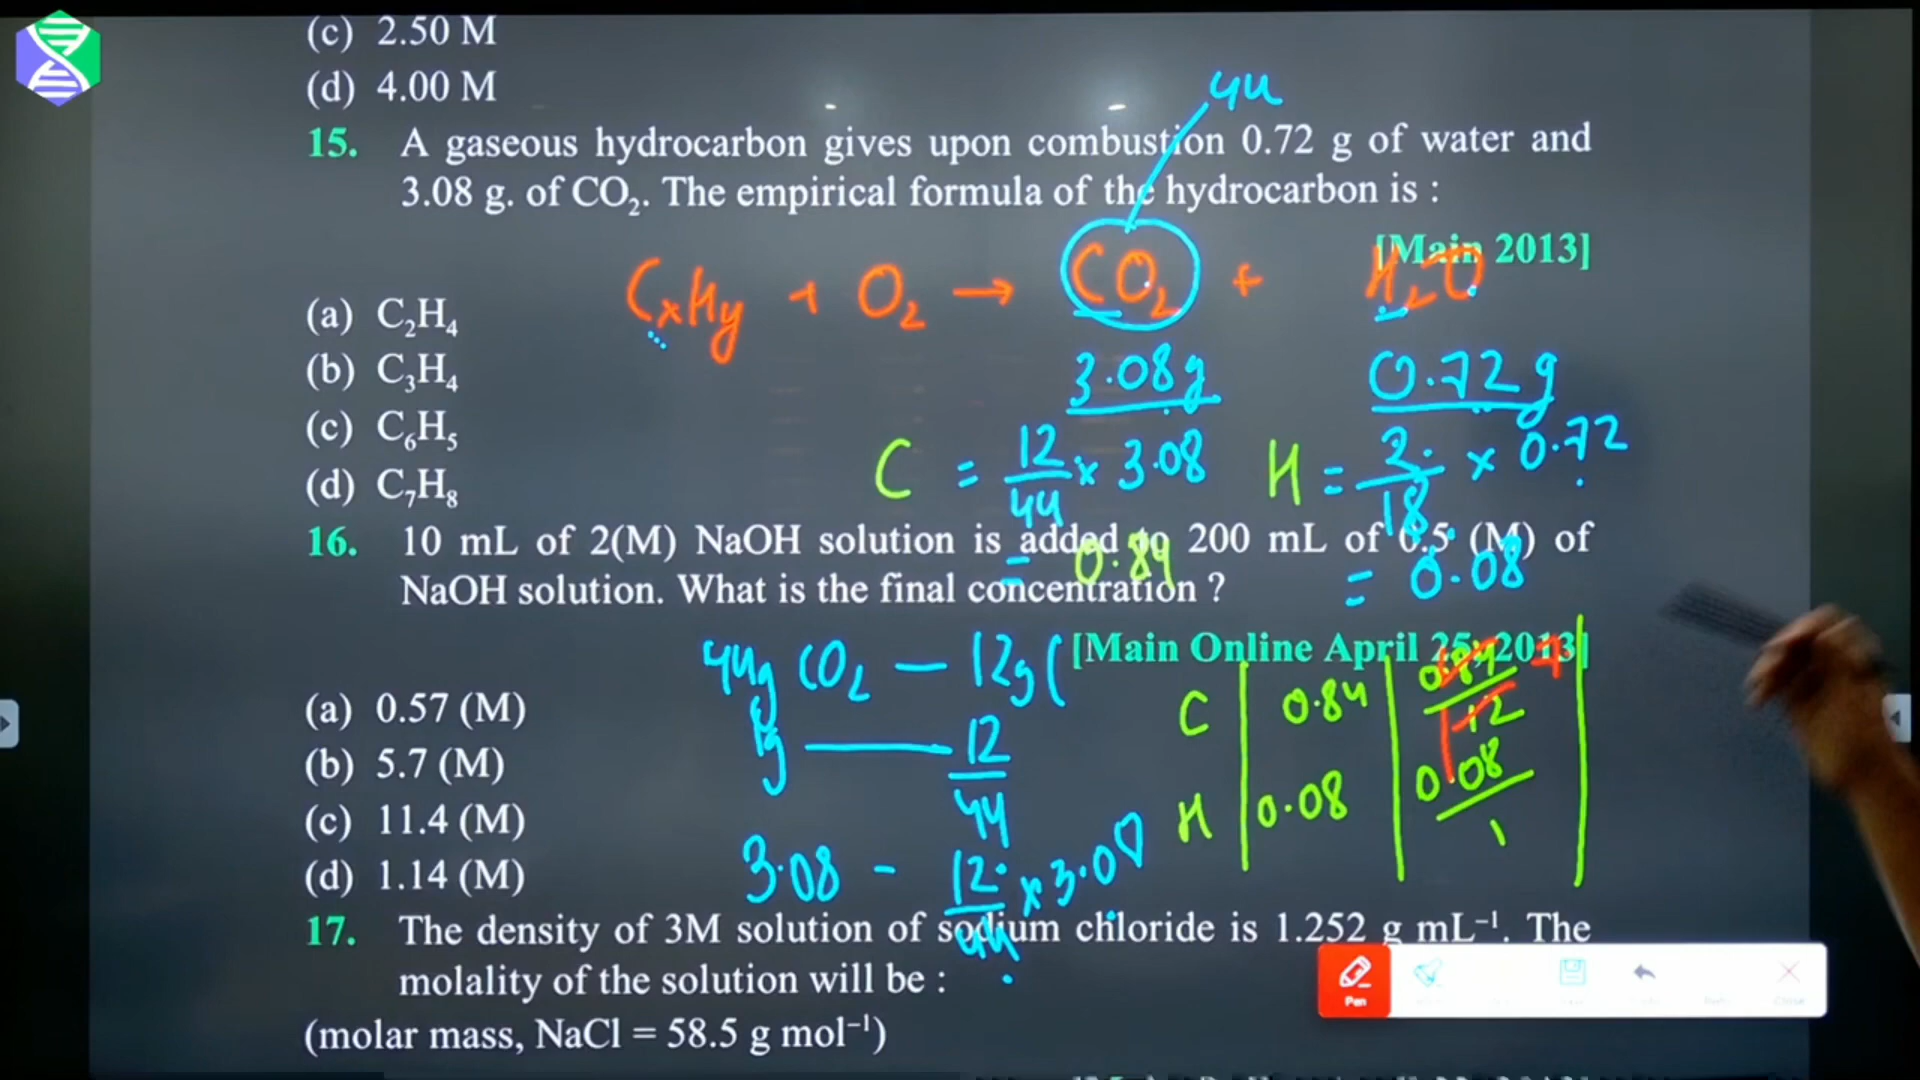 (c) 2.50 M
(d) 4.00 M
44
15. A gaseous hydrocarbon gives upon combustion 0.72 g of water and
3.08 g. of CO₂. The empirical formula of the hydrocarbon is :
[Main 2013]
CxHy + O₂ → CO₂ + H₂O
(a) C₂H₄
(b) C₃H₄
(c) C₆H₅
(d) C₇H₈
3.08g 0.72g
C = 12/44 × 3.08 H = 2/18 × 0.72
= 0.84 = 0.08
16. 10 mL of 2(M) NaOH solution is added to 200 mL of 0.5 (M) of
NaOH solution. What is the final concentration ?
[Main Online April 25, 2013]
(a) 0.57 (M)
(b) 5.7 (M)
(c) 11.4 (M)
(d) 1.14 (M)
44g CO₂ — 12g C
1g — 12/44
3.08 - 12/44 × 3.08
C 0.84 0.84/12 7
H 0.08 0.08/1
17. The density of 3M solution of sodium chloride is 1.252 g mL⁻¹. The
molality of the solution will be :
(molar mass, NaCl = 58.5 g mol⁻¹)
Pen